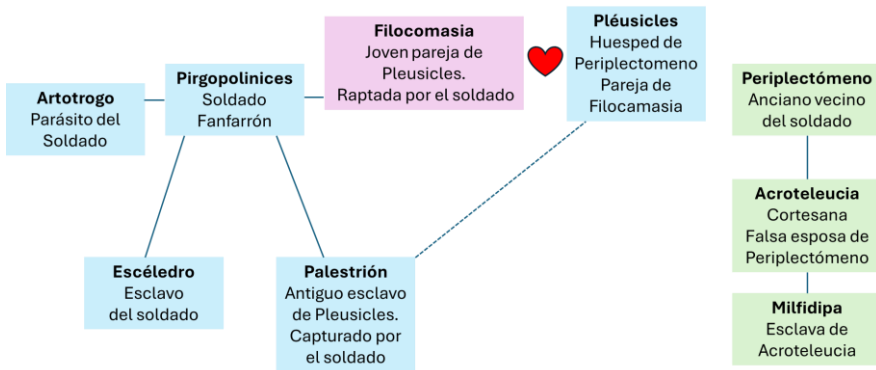 Filocomasia
Joven pareja de
Pleusicles.
Raptada por el soldado
Pléusicles
Huesped de
Periplectomeno
Pareja de
Filocamasia
Pirgopolinices
Soldado
Fanfarrón
Artotrogo
Parásito del
Soldado
Periplectómeno
Anciano vecino
del soldado
Acroteleucia
Cortesana
Falsa esposa de
Periplectómeno
Escéledro
Esclavo
del soldado
Palestrión
Antiguo esclavo
de Pleusicles.
Capturado por
el soldado
Milfidipa
Esclava de
Acroteleucia